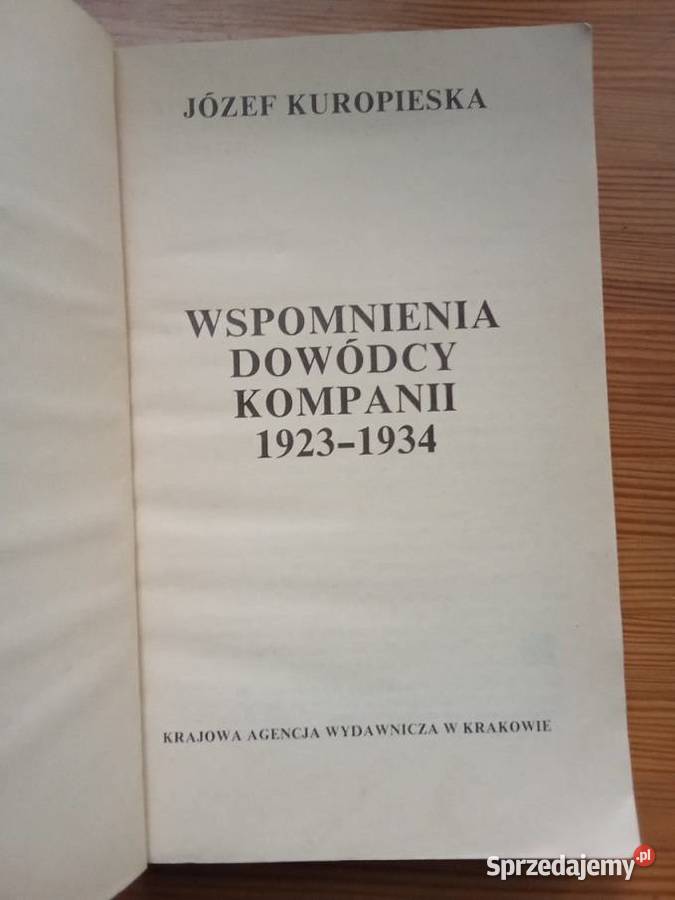 JÓZEF KUROPIESKA
WSPOMNIENIA
DOWÓDCY
KOMPANII
1923–1934
KRAJOWA AGENCJA WYDAWNICZA W KRAKOWIE
Sprzedajemy.pl